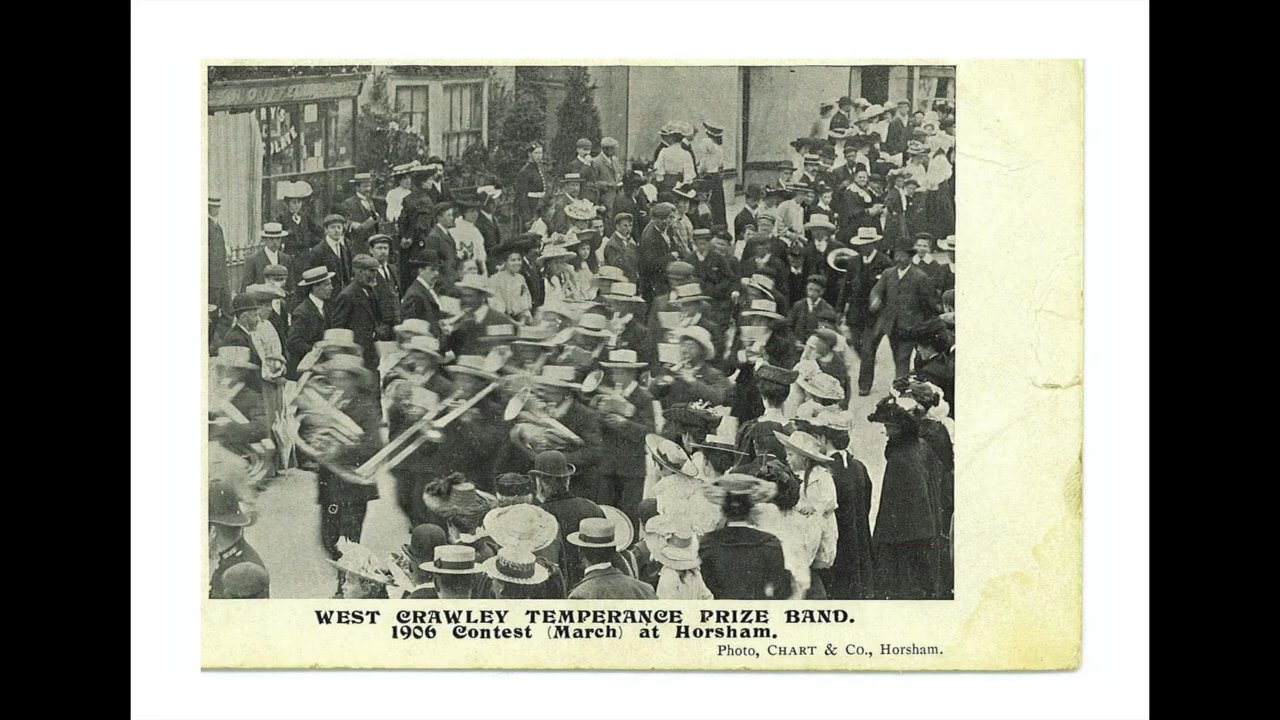 WEST CRAWLEY TEMPERANCE PRIZE BAND.
1906 Contest (March) at Horsham.
Photo, CHART & Co., Horsham.